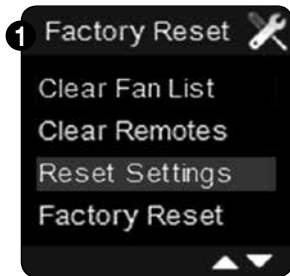 1
Factory Reset
Clear Fan List
Clear Remotes
Reset Settings
Factory Reset